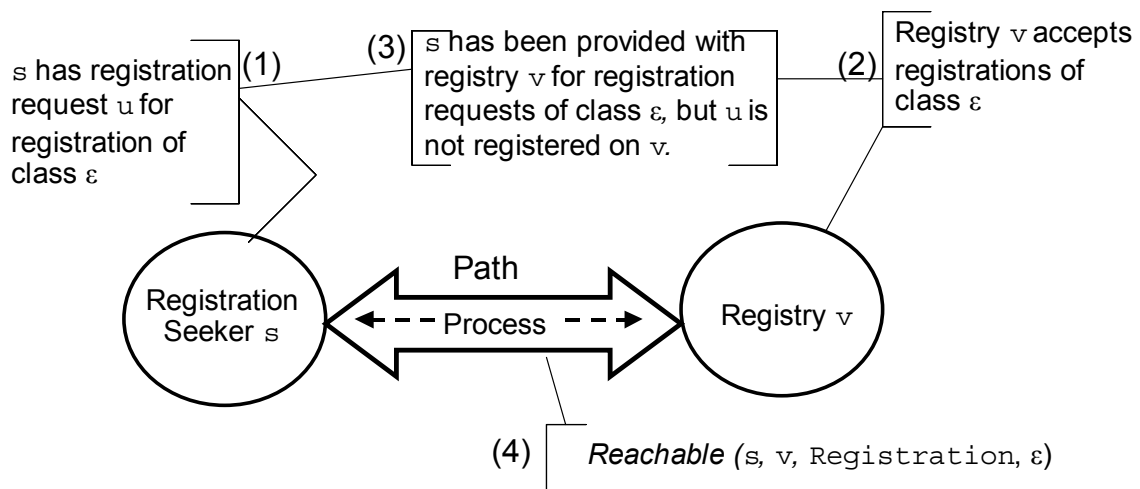 (1)
s has registration
request u for
registration of
class ε
(3)
s has been provided with
registry v for registration
requests of class ε, but u is
not registered on v.
(2)
Registry v accepts
registrations of
class ε
Path
Registration
Seeker s
Process
Registry v
(4)
Reachable (s, v, Registration, ε)